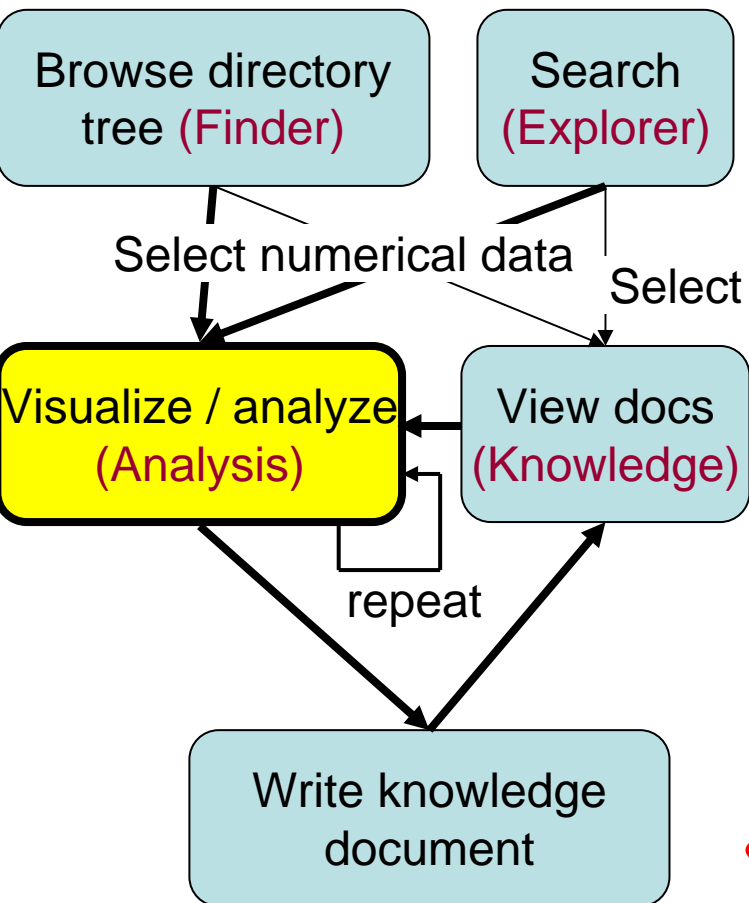 Browse directory
tree (Finder)
Search
(Explorer)
Select numerical data
Select
Visualize / analyze
(Analysis)
View docs
(Knowledge)
repeat
Write knowledge
document